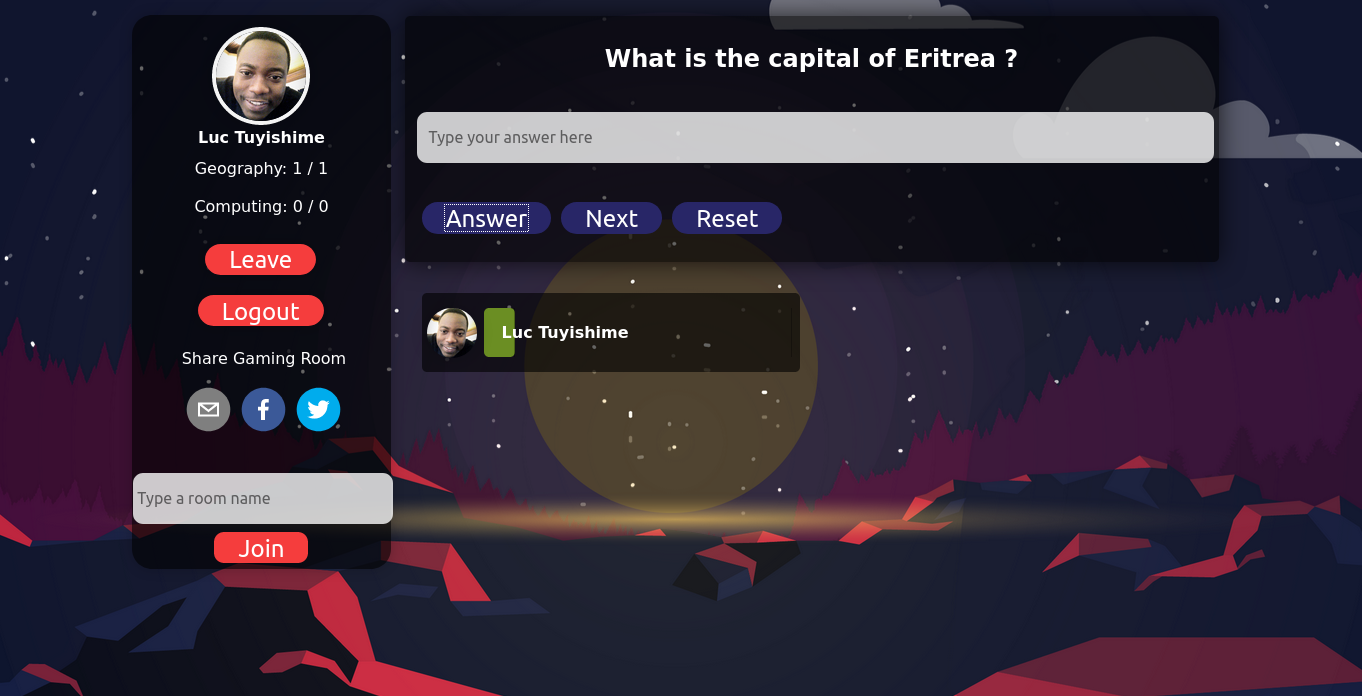 Luc Tuyishime
Geography: 1 / 1
Computing: 0 / 0
Leave
Logout
Share Gaming Room
Type a room name
Join
What is the capital of Eritrea ?
Type your answer here
Answer Next Reset
Luc Tuyishime